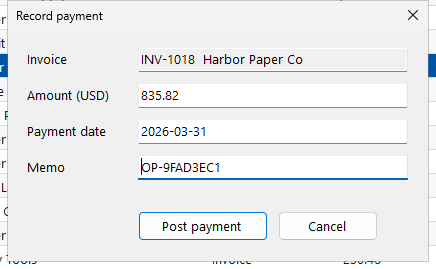 Record payment
Invoice INV-1018 Harbor Paper Co
Amount (USD) 835.82
Payment date 2026-03-31
Memo OP-9FAD3EC1
Post payment Cancel